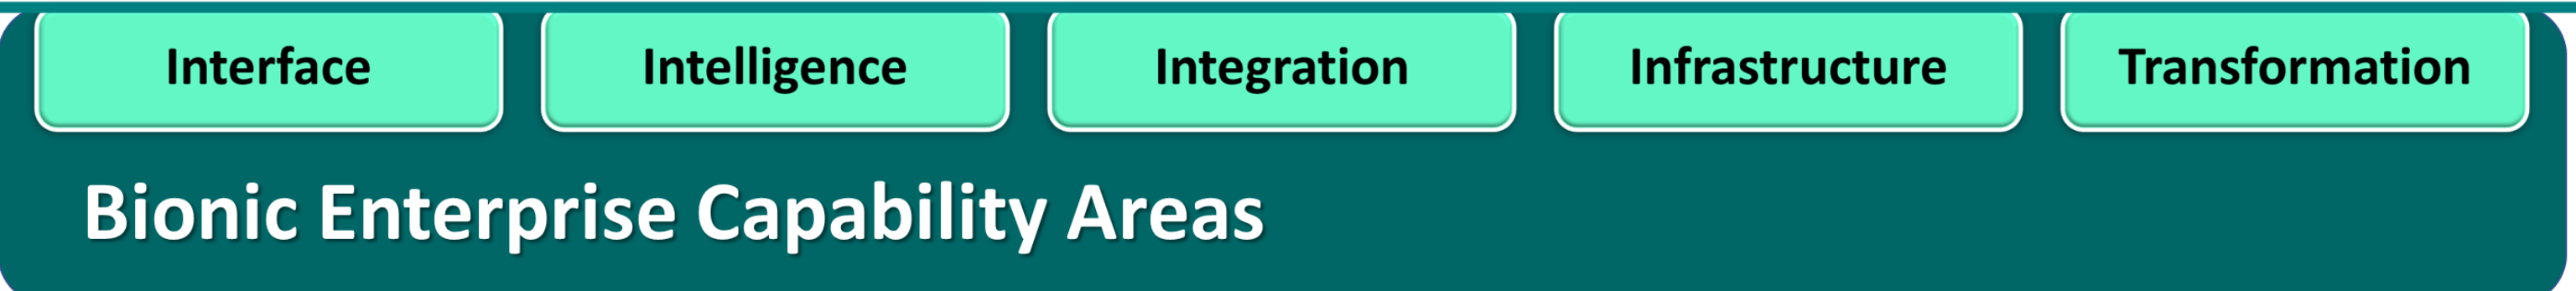 Interface Intelligence Integration Infrastructure Transformation
Bionic Enterprise Capability Areas